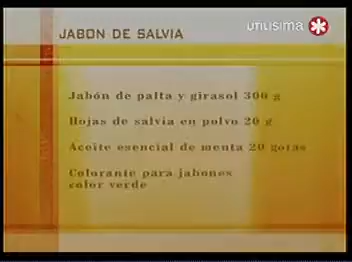 JABON DE SALVIA
utilisima
Jabón de palta y girasol 300 g
Hojas de salvia en polvo 20 g
Aceite esencial de menta 20 gotas
Colorante para jabones
color verde